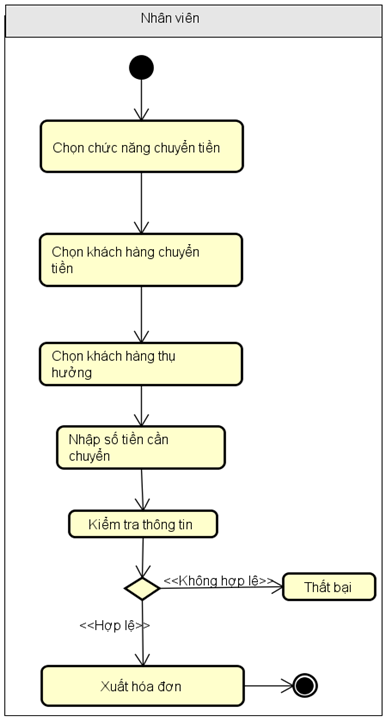 Nhân viên
Chọn chức năng chuyển tiền
Chọn khách hàng chuyển
tiền
Chọn khách hàng thụ
hưởng
Nhập số tiền cần
chuyển
Kiểm tra thông tin
<<Không hợp lệ>>
Thất bại
<<Hợp lệ>>
Xuất hóa đơn